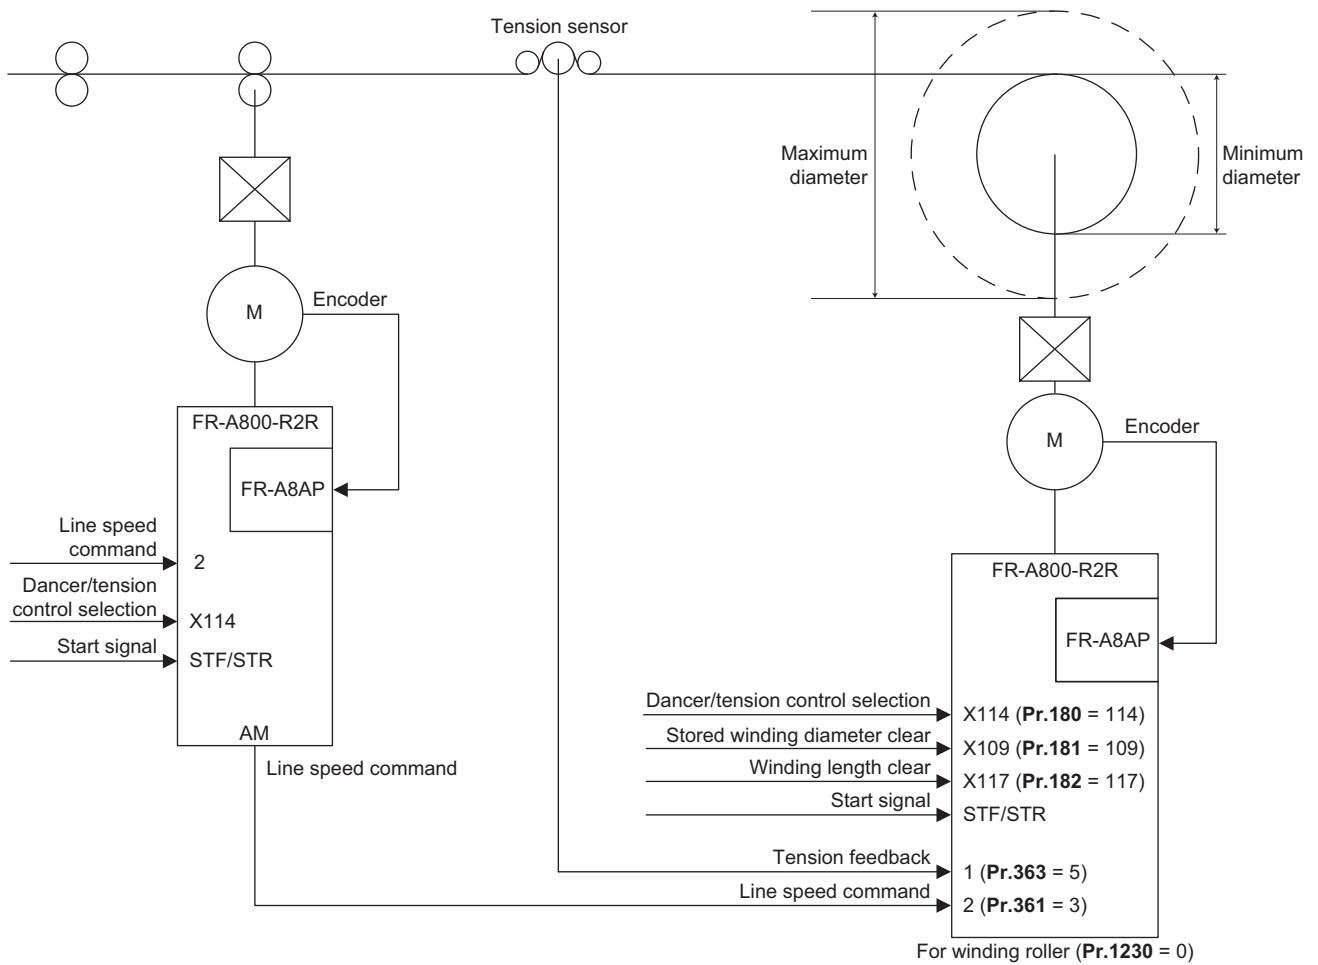 Tension sensor
Maximum
diameter
Minimum
diameter
Encoder
M
FR-A800-R2R
FR-A8AP
Line speed
command
2
Dancer/tension
control selection
X114
Start signal
STF/STR
AM
Line speed command
Encoder
M
FR-A800-R2R
FR-A8AP
Dancer/tension control selection
X114 (Pr.180 = 114)
Stored winding diameter clear
X109 (Pr.181 = 109)
Winding length clear
X117 (Pr.182 = 117)
Start signal
STF/STR
Tension feedback
1 (Pr.363 = 5)
Line speed command
2 (Pr.361 = 3)
For winding roller (Pr.1230 = 0)